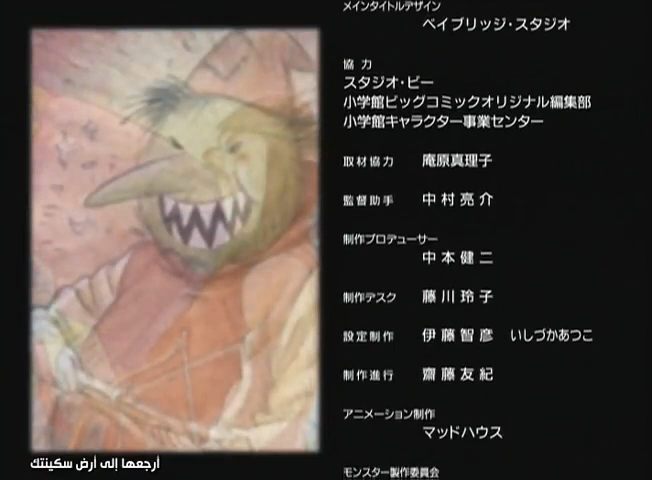 メインタイトルデザイン
ベイブリッジ・スタジオ
協力
スタジオ・ビー
小学館ビッグコミックオリジナル編集部
小学館キャラクター事業センター
取材協力 庵原真理子
監督助手 中村亮介
制作プロデューサー
中本健二
制作デスク 藤川玲子
設定制作 伊藤智彦 いしづかあつこ
制作進行 齋藤友紀
アニメーション制作
マッドハウス
モンスター製作委員会
أرجعها إلى أرض سكينتك